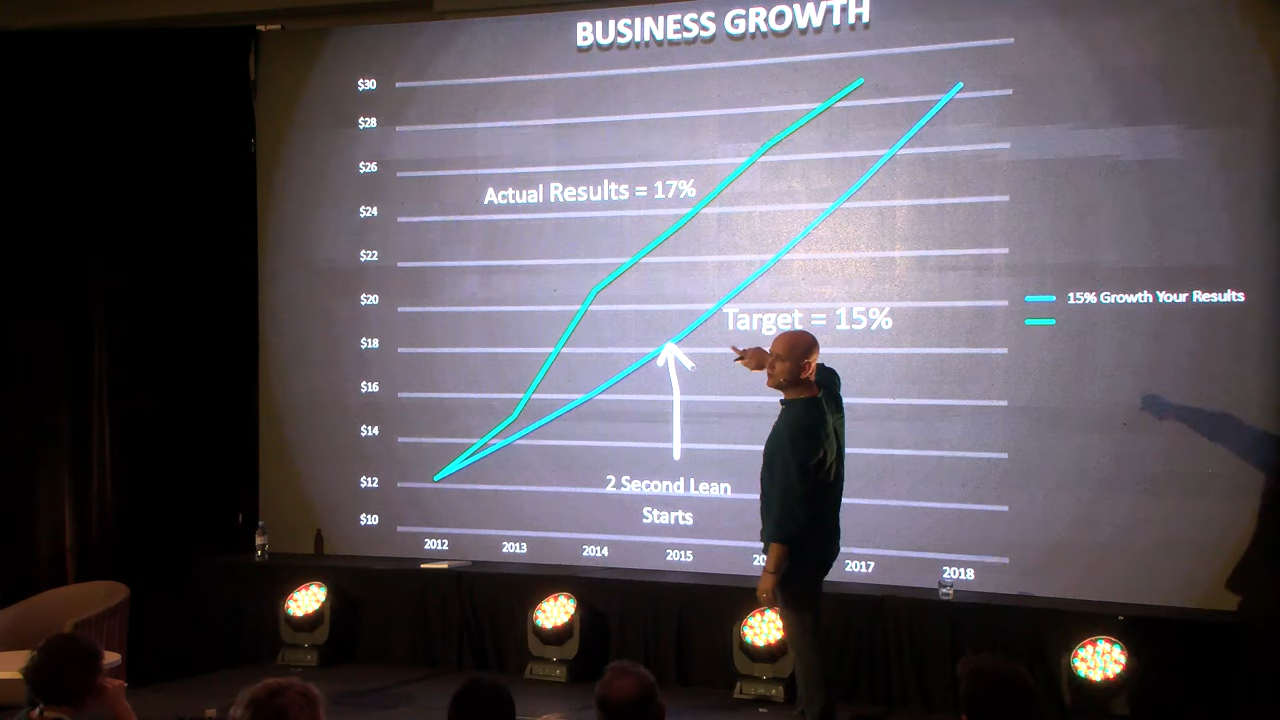 BUSINESS GROWTH
$30
$28
$26
$24
$22
$20
$18
$16
$14
$12
$10
Actual Results = 17%
Target = 15%
15% Growth Your Results
2 Second Lean
Starts
2012
2013
2014
2015
2017
2018